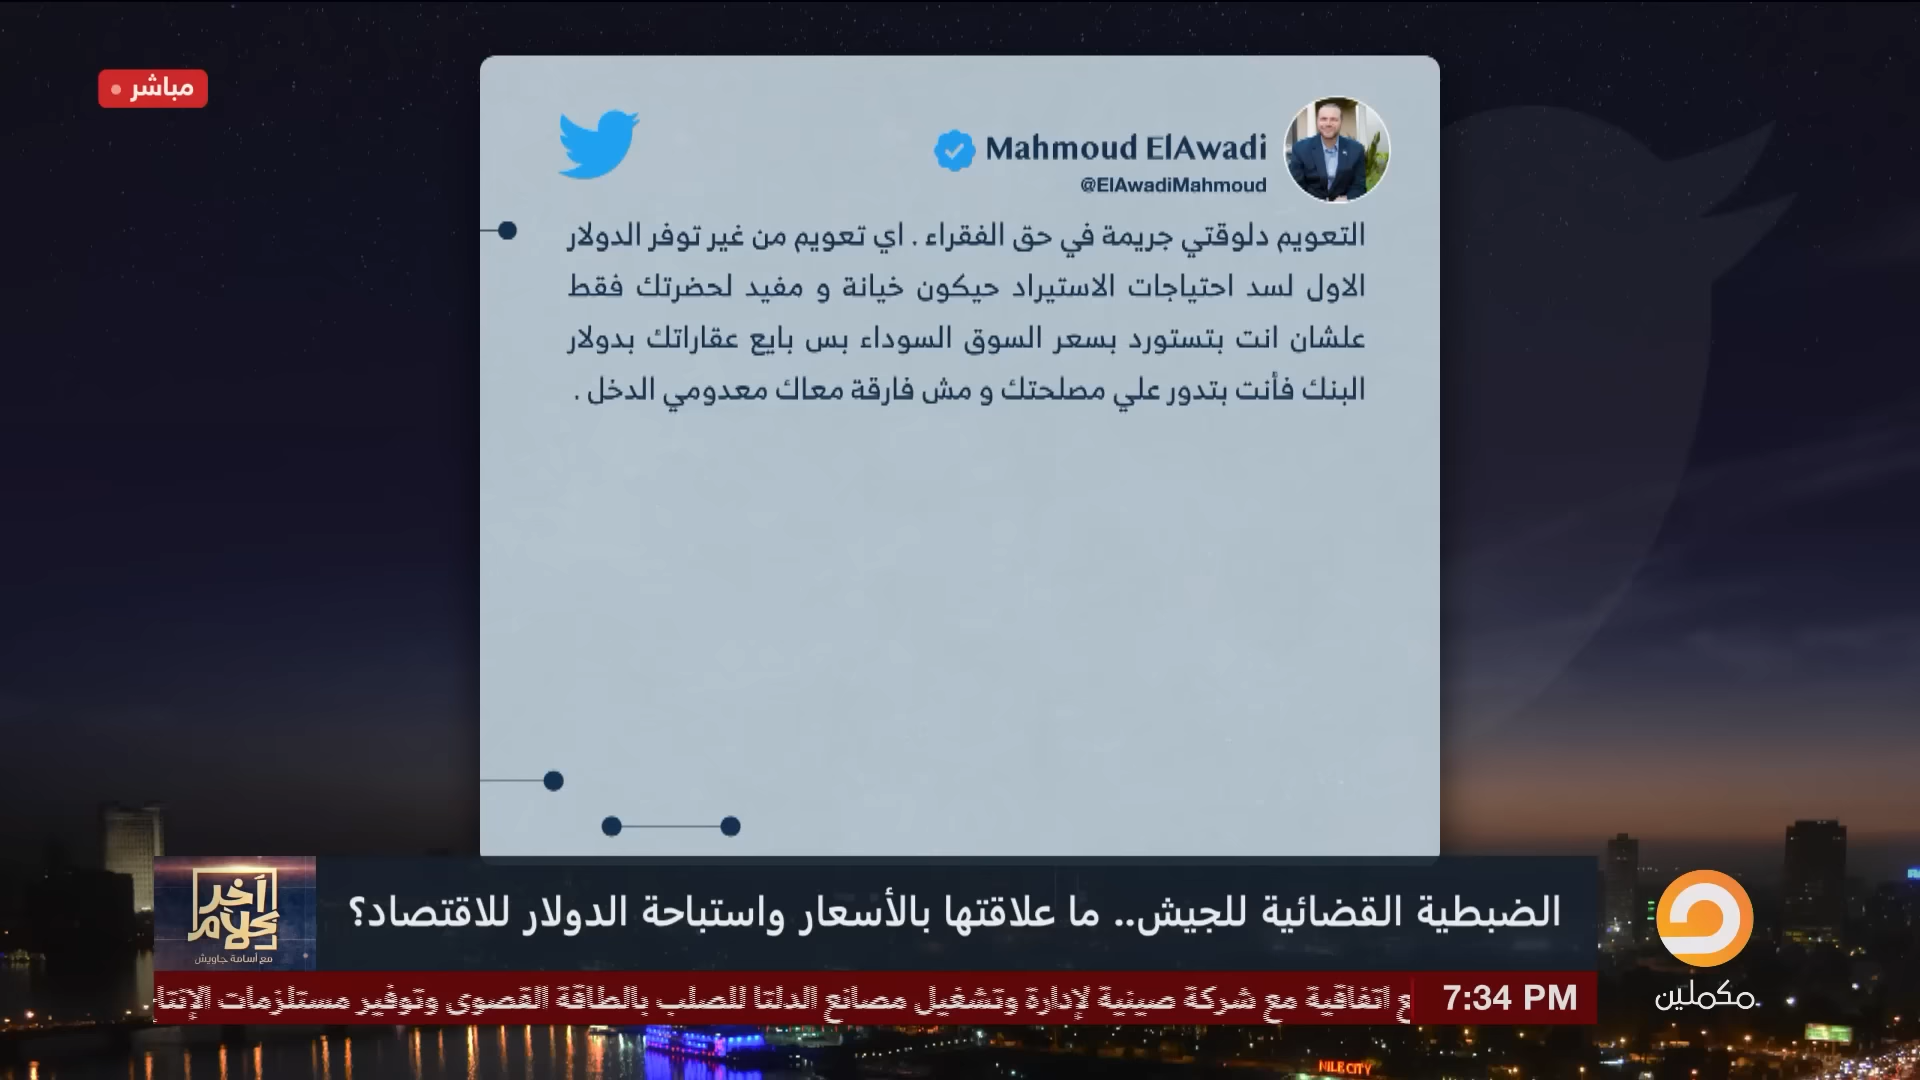 مباشر
Mahmoud ElAwadi
@ElAwadiMahmoud
التعويم دلوقتي جريمة في حق الفقراء . اي تعويم من غير توفر الدولار
الاول لسد احتياجات الاستيراد حيكون خيانة و مفيد لحضرتك فقط
علشان انت بتستورد بسعر السوق السوداء بس بايع عقاراتك بدولار
البنك فأنت بتدور علي مصلحتك و مش فارقة معاك معدومي الدخل .
الضبطية القضائية للجيش.. ما علاقتها بالأسعار واستباحة الدولار للاقتصاد؟
آخر
كلام
مع أسامة جاويش
7:34 PM
ع اتفاقية مع شركة صينية لإدارة وتشغيل مصانع الدلتا للصلب بالطاقة القصوى وتوفير مستلزمات الإنتا
مكملين
NILE CITY